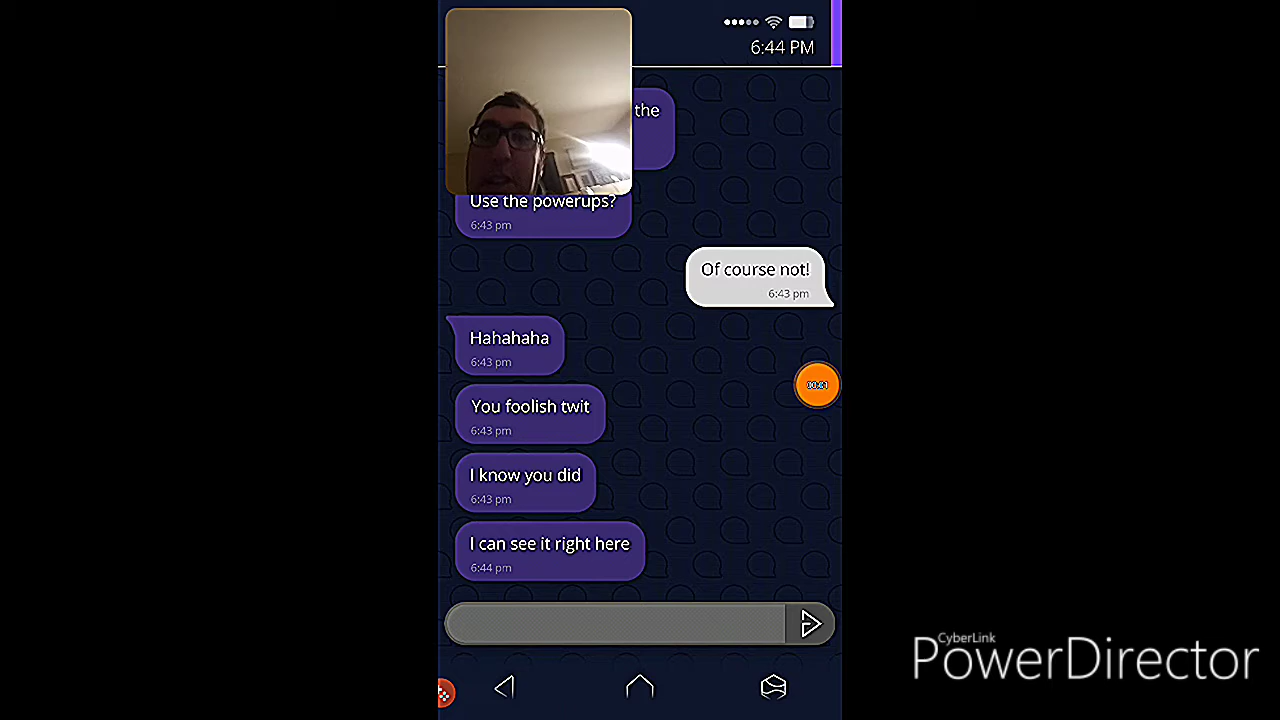 6:44 PM
the
Use the powerups?
6:43 pm
Of course not!
6:43 pm
Hahahaha
6:43 pm
You foolish twit
6:43 pm
I know you did
6:43 pm
I can see it right here
6:44 pm
CyberLink
PowerDirector